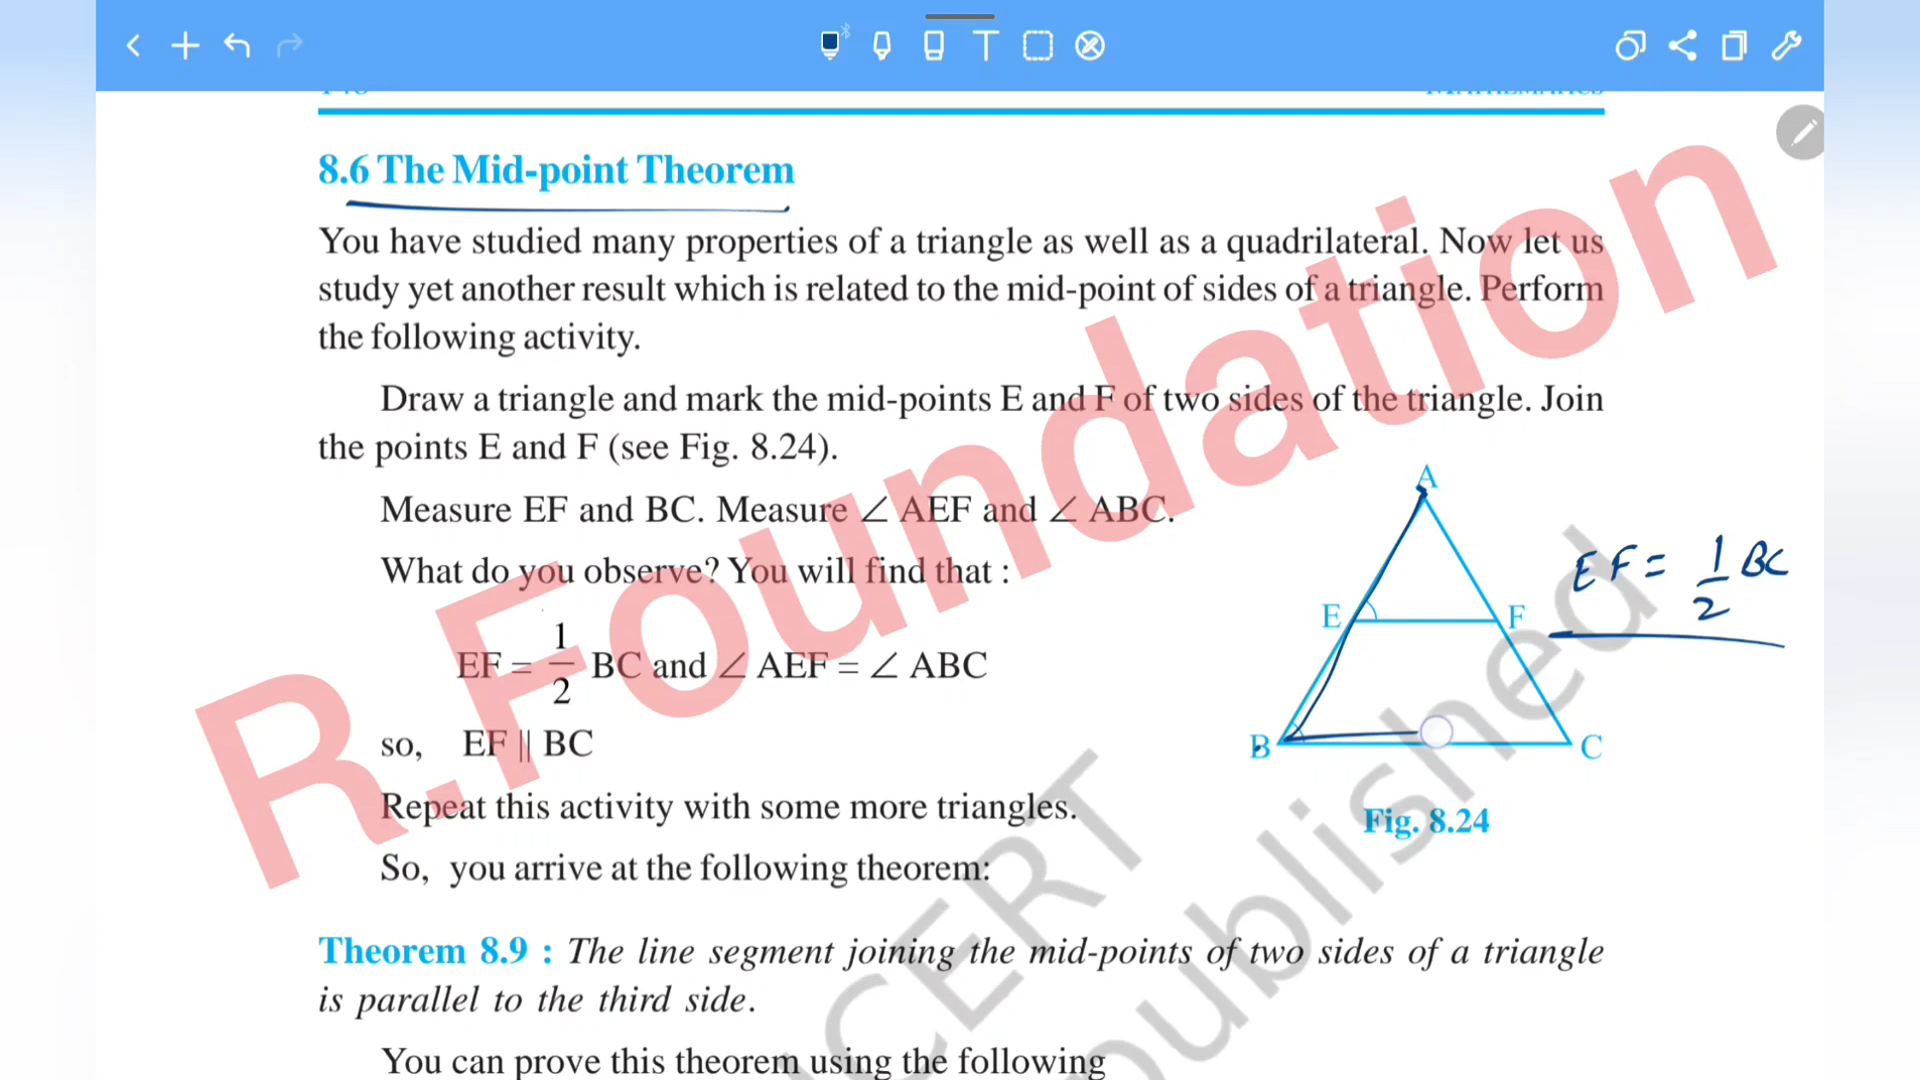 8.6 The Mid-point Theorem
You have studied many properties of a triangle as well as a quadrilateral. Now let us
study yet another result which is related to the mid-point of sides of a triangle. Perform
the following activity.
Draw a triangle and mark the mid-points E and F of two sides of the triangle. Join
the points E and F (see Fig. 8.24).
Measure EF and BC. Measure ∠ AEF and ∠ ABC.
What do you observe? You will find that :
EF = 1/2 BC and ∠ AEF = ∠ ABC
so, EF || BC
Repeat this activity with some more triangles.
So, you arrive at the following theorem:
A
E F
B C
Fig. 8.24
EF = 1/2 BC
Theorem 8.9 : The line segment joining the mid-points of two sides of a triangle
is parallel to the third side.
You can prove this theorem using the following
R.Foundation
published